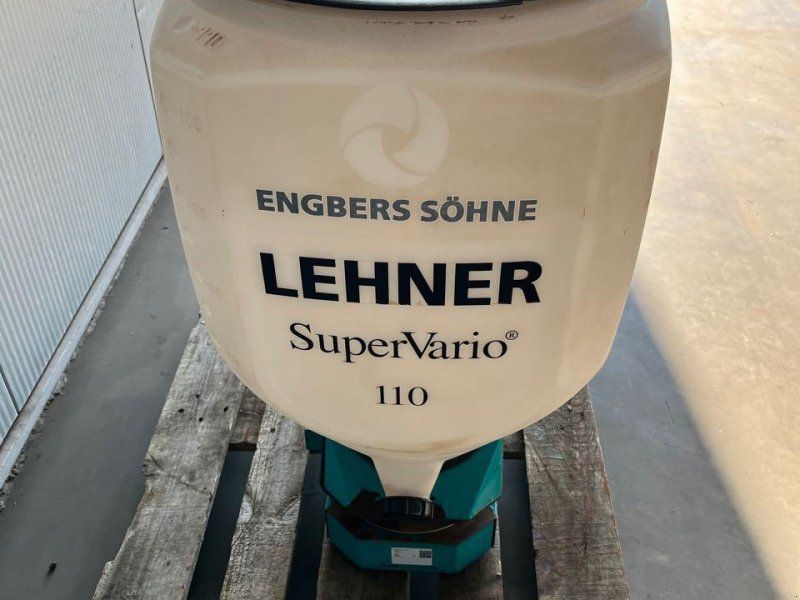 ENGBERS SÖHNE
LEHNER
SuperVario®
110